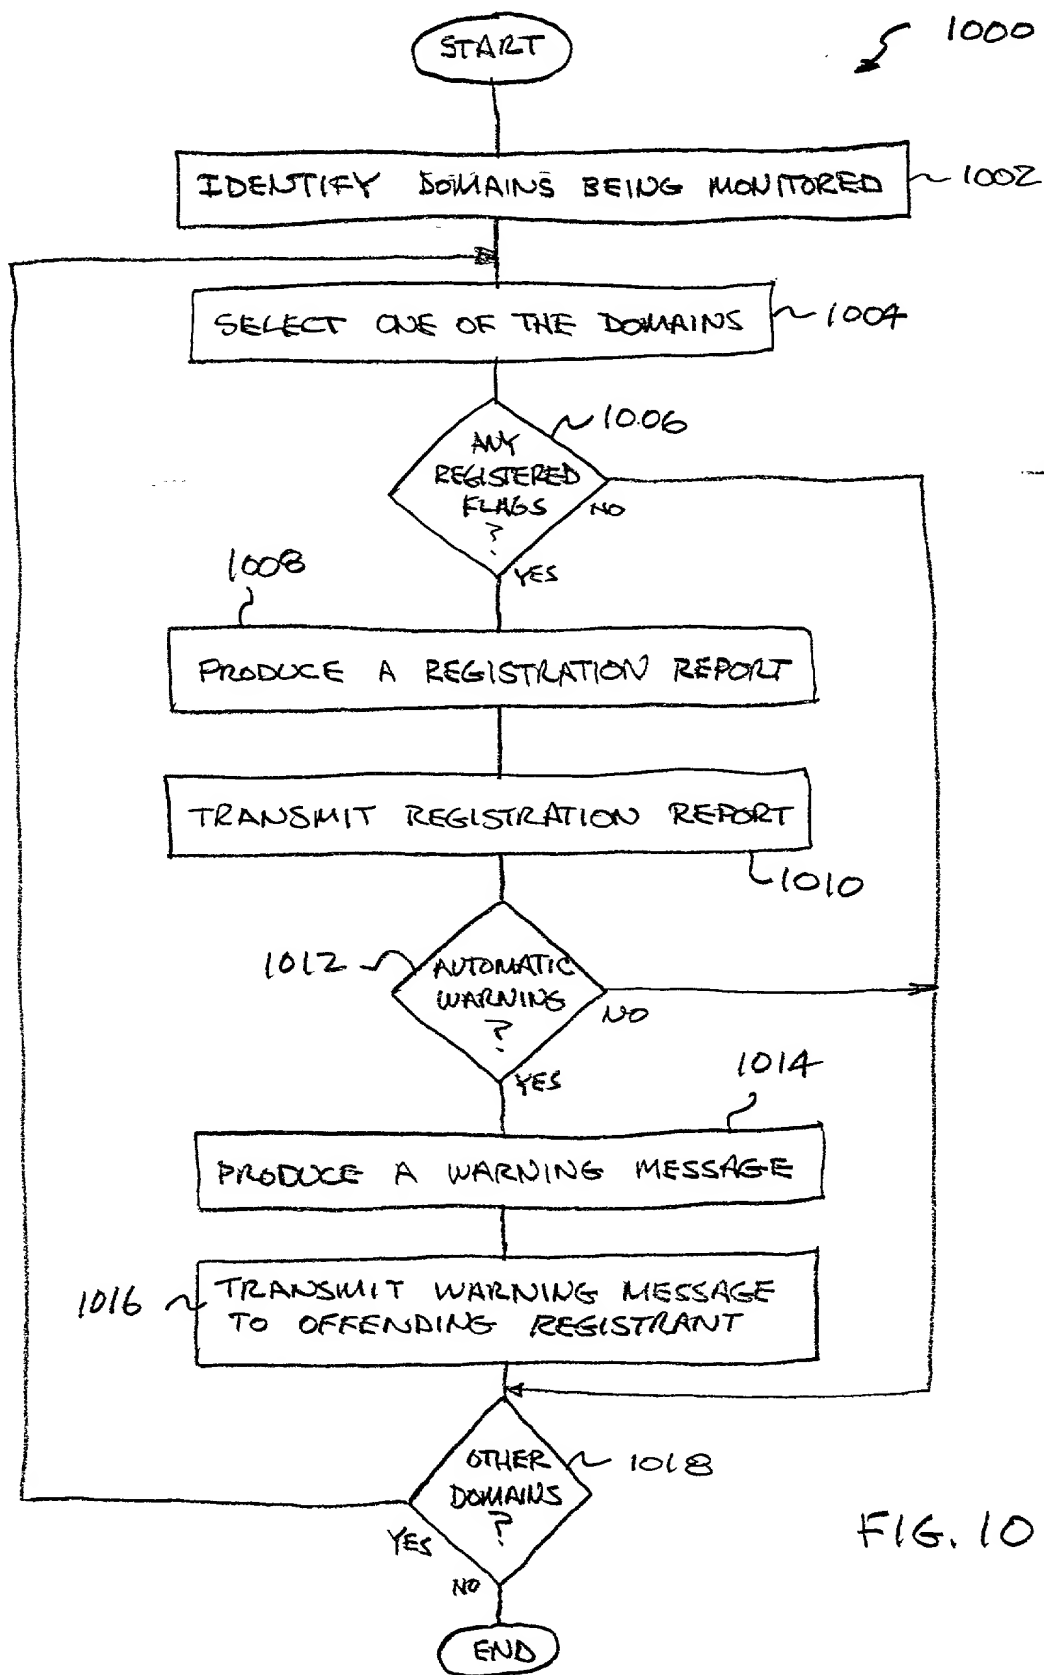 START
1000
IDENTIFY DOMAINS BEING MONITORED
1002
SELECT ONE OF THE DOMAINS
1004
1006
ANY
REGISTERED
FLAGS
?
NO
YES
1008
PRODUCE A REGISTRATION REPORT
TRANSMIT REGISTRATION REPORT
1010
1012
AUTOMATIC
WARNING
?
NO
YES
1014
PRODUCE A WARNING MESSAGE
1016
TRANSMIT WARNING MESSAGE
TO OFFENDING REGISTRANT
OTHER
DOMAINS
?
1018
YES
NO
FIG. 10
END